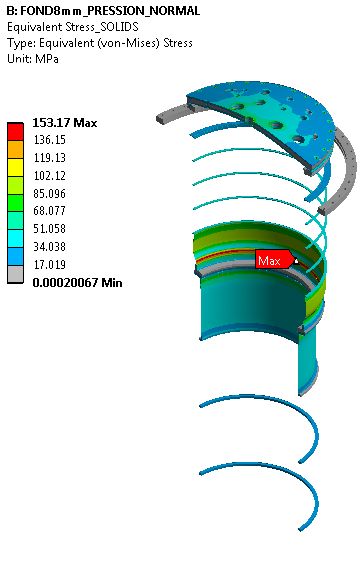 B: FOND8mm_PRESSION_NORMAL
Equivalent Stress_SOLIDS
Type: Equivalent (von-Mises) Stress
Unit: MPa
153.17 Max
136.15
119.13
102.12
85.096
68.077
51.058
34.038
17.019
0.00020067 Min
Max